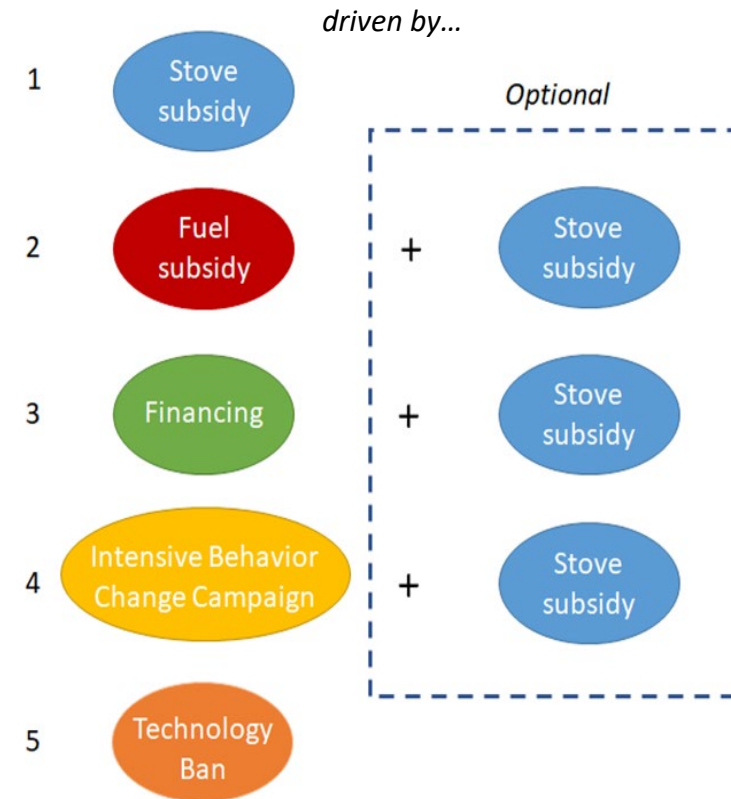 driven by...
1
Stove
subsidy
Optional
2
Fuel
subsidy
+
Stove
subsidy
3
Financing
+
Stove
subsidy
4
Intensive Behavior
Change Campaign
+
Stove
subsidy
5
Technology
Ban